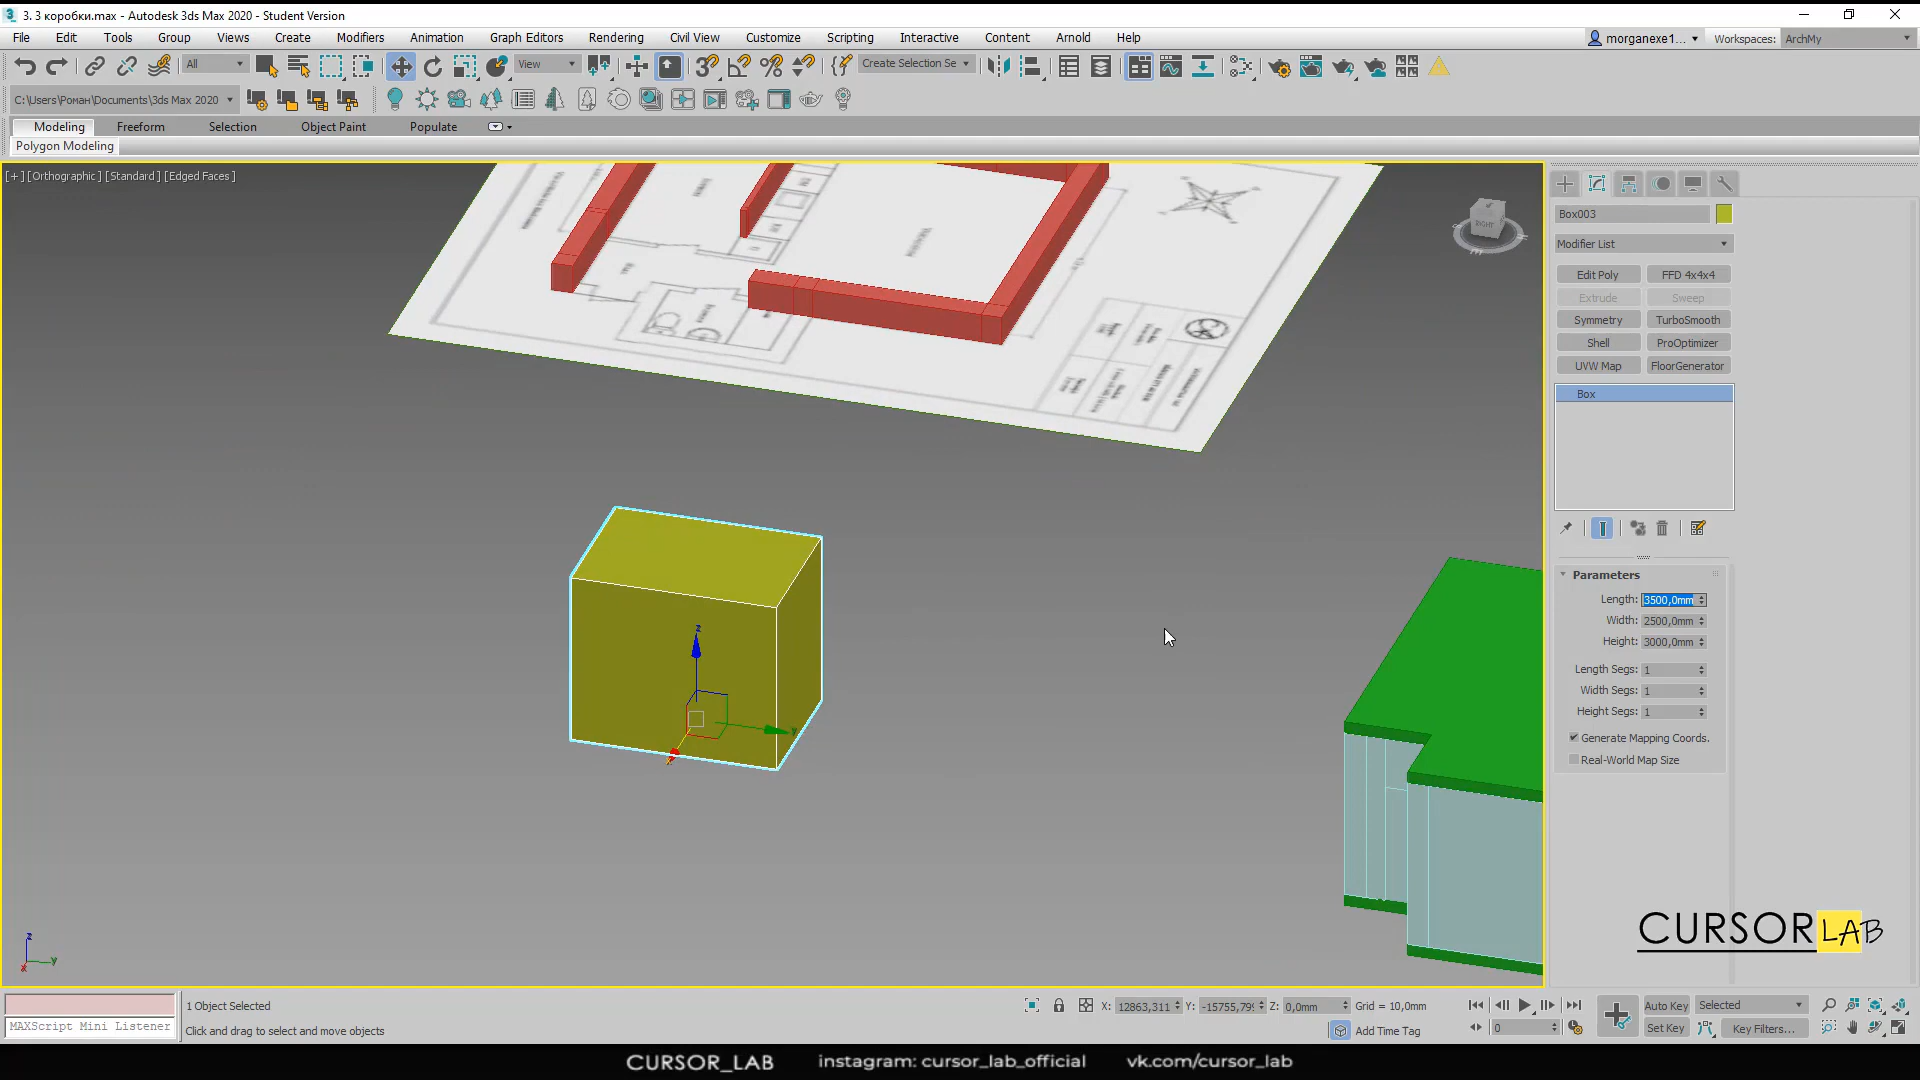 3. 3 коробки.max - Autodesk 3ds Max 2020 - Student Version
File Edit Tools Group Views Create Modifiers Animation Graph Editors Rendering Civil View Customize Scripting Interactive Content Arnold Help
morganexe1... Workspaces: ArchMy
All View Create Selection Se
C:\Users\Роман\Documents\3ds Max 2020
Modeling Freeform Selection Object Paint Populate
Polygon Modeling
[+] [Orthographic] [Standard] [Edged Faces]
RIGHT
Box003
Modifier List
Edit Poly FFD 4x4x4
Extrude Sweep
Symmetry TurboSmooth
Shell ProOptimizer
UVW Map FloorGenerator
Box
Parameters
Length: 3500,0mm
Width: 2500,0mm
Height: 3000,0mm
Length Segs: 1
Width Segs: 1
Height Segs: 1
Generate Mapping Coords.
Real-World Map Size
z
y
z
y
x
CURSOR LAB
1 Object Selected
X: 12863,311 Y: -15755,799 Z: 0,0mm Grid = 10,0mm
Auto Key Selected
MAXScript Mini Listener
Click and drag to select and move objects
Add Time Tag
0
Set Key Key Filters...
CURSOR_LAB instagram: cursor_lab_official vk.com/cursor_lab